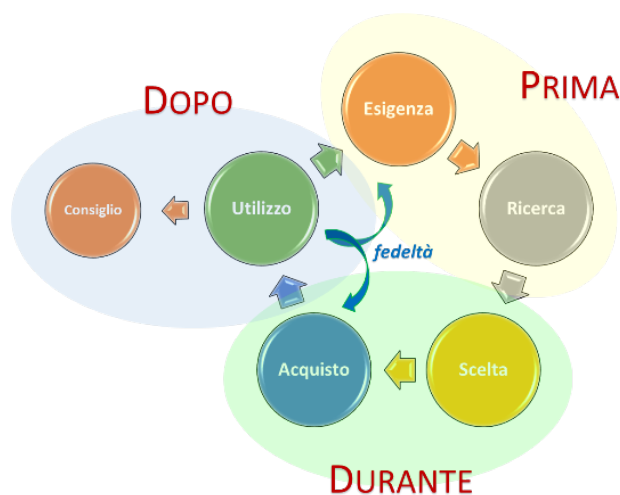 PRIMA
Esigenza
Ricerca
DURANTE
Scelta
Acquisto
DOPO
Utilizzo
Consiglio
fedeltà